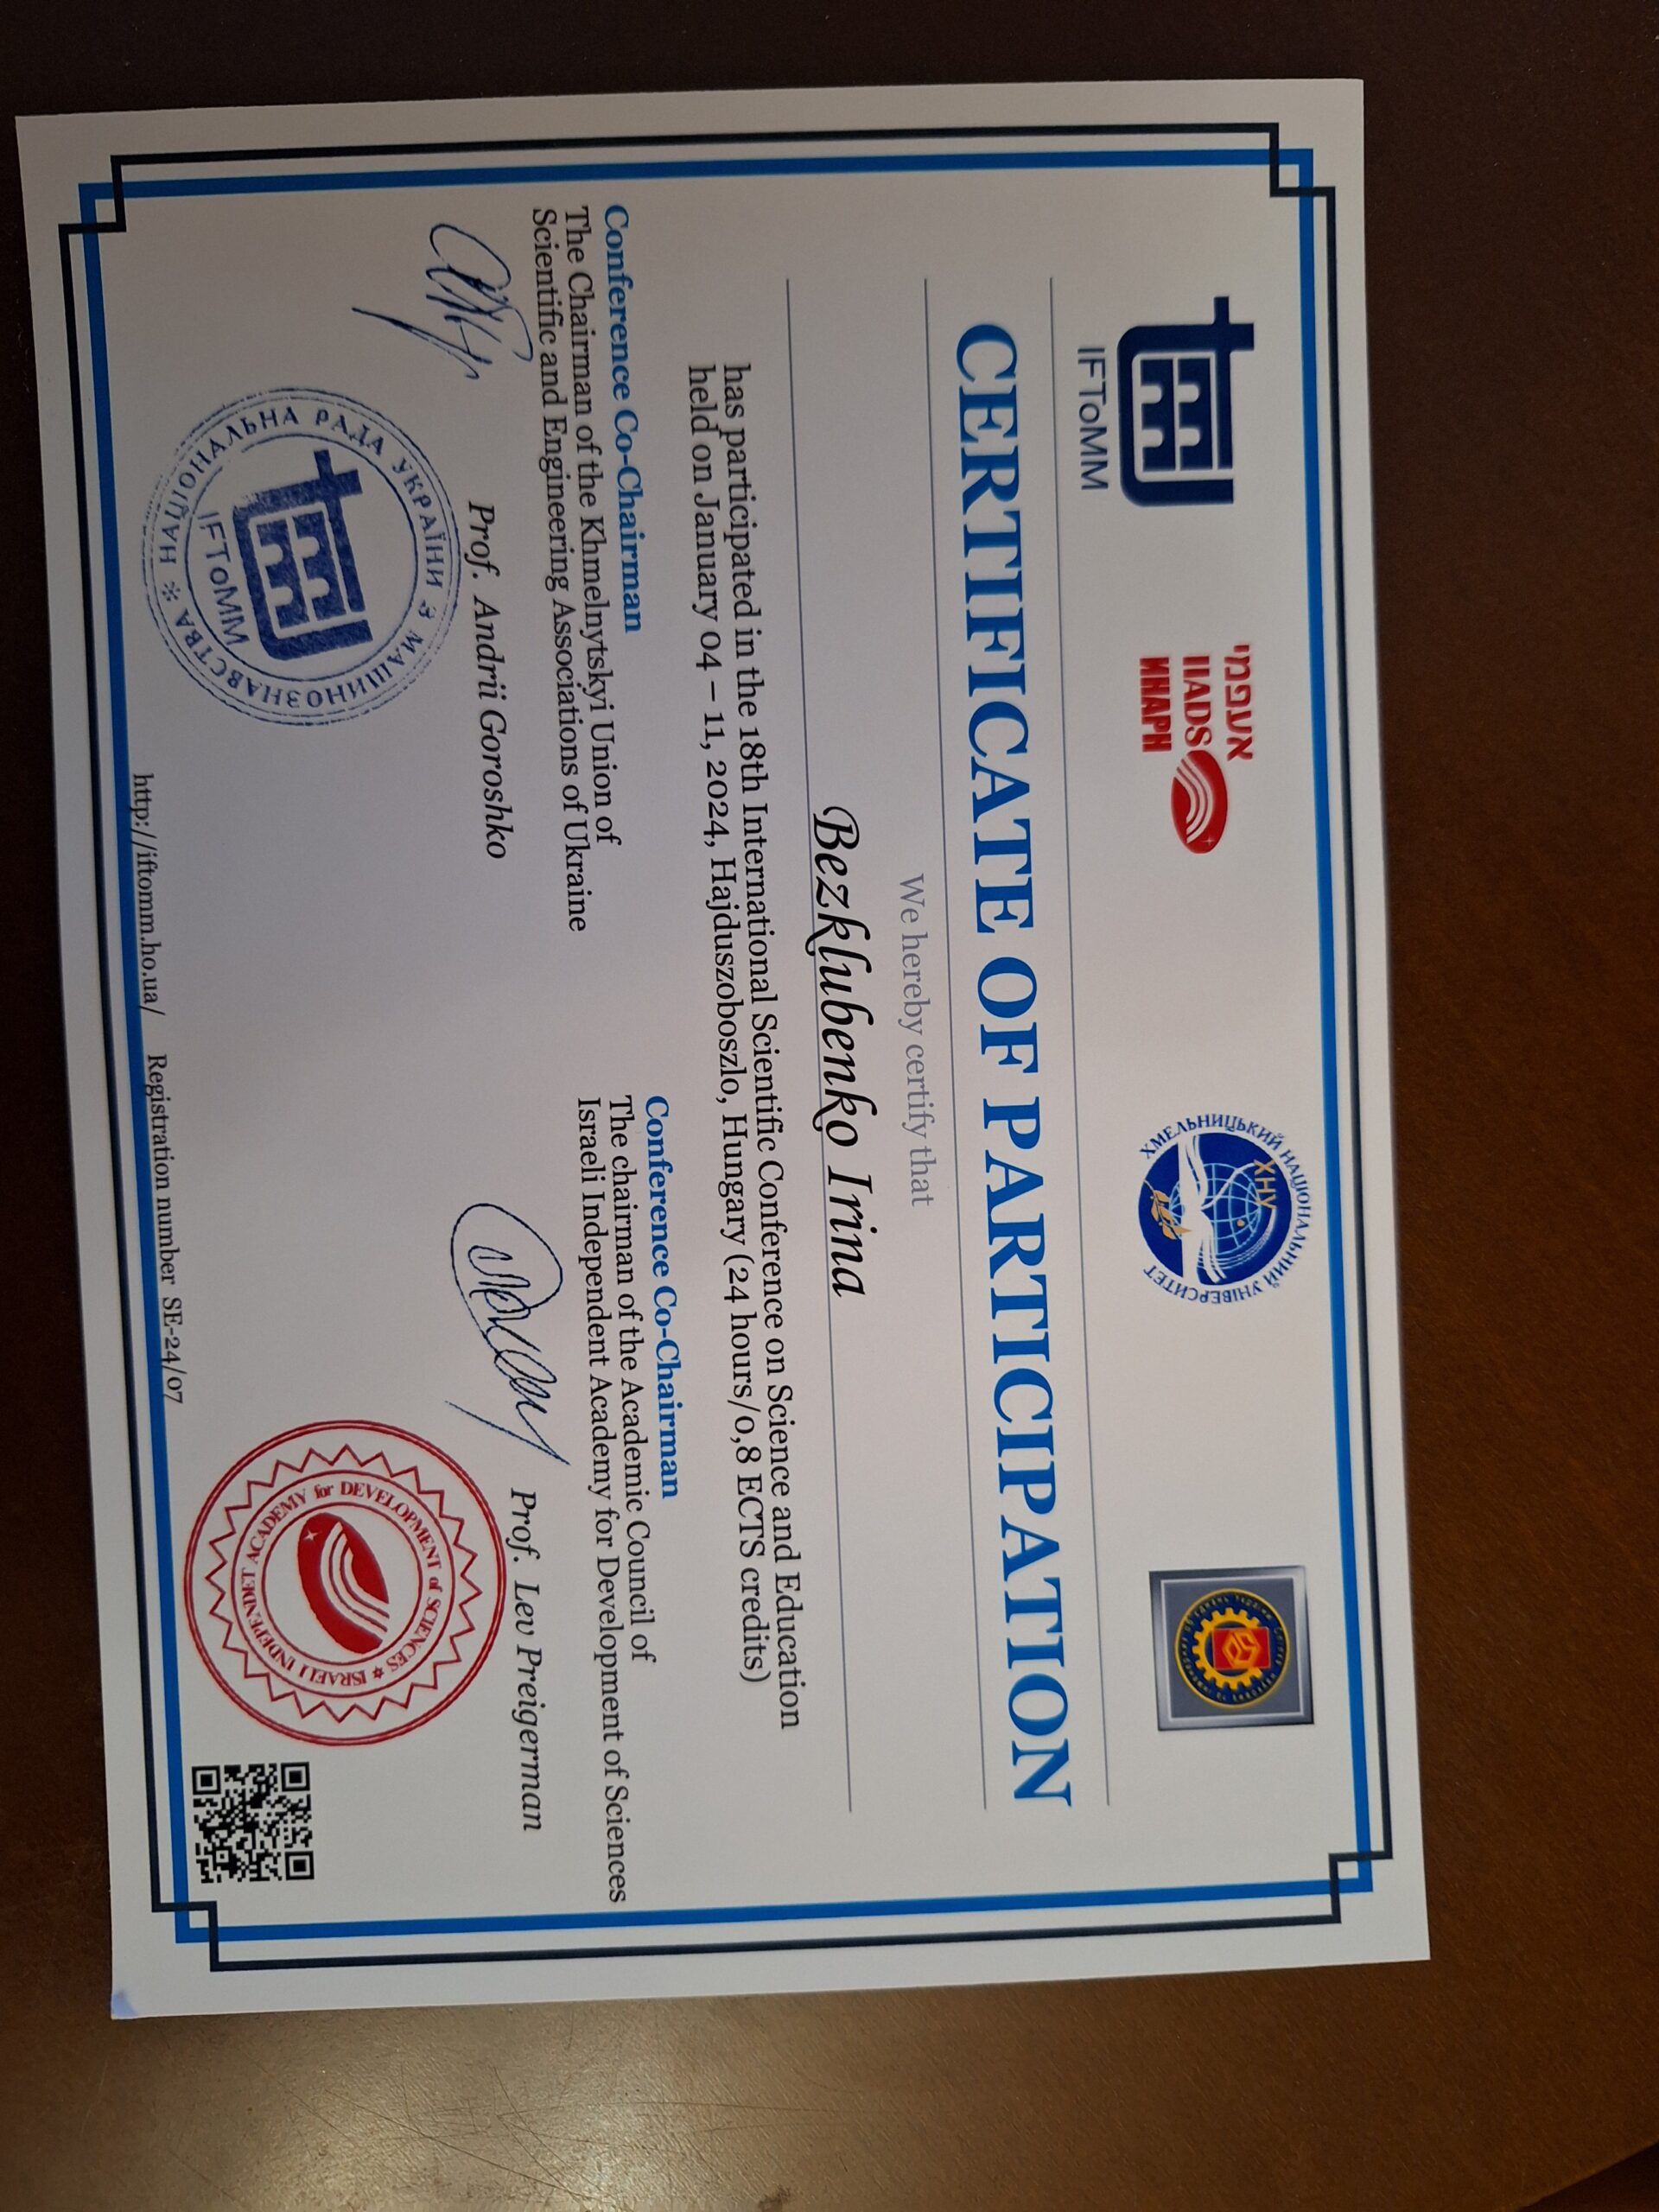 IFToMM
אעפמי
IIADS
ИНАРН
ХМЕЛЬНИЦЬКИЙ НАЦІОНАЛЬНИЙ УНІВЕРСИТЕТ
ХНУ
CERTIFICATE OF PARTICIPATION
We hereby certify that
Bezklubenko Irina
has participated in the 18th International Scientific Conference on Science and Education
held on January 04 – 11, 2024, Hajduszoboszlo, Hungary (24 hours/0,8 ECTS credits)
Conference Co-Chairman
The Chairman of the Khmelnytskyi Union of
Scientific and Engineering Associations of Ukraine
Prof. Andrii Goroshko
Conference Co-Chairman
The chairman of the Academic Council of
Israeli Independent Academy for Development of Sciences
Prof. Lev Preigerman
НАЦІОНАЛЬНА РАДА УКРАЇНИ З МАШИНОЗНАВСТВА *
IFToMM
ISRAELI INDEPENDET ACADEMY for DEVELOPMENT of SCIENCES
http://iftomm.ho.ua/ Registration number SE-24/07